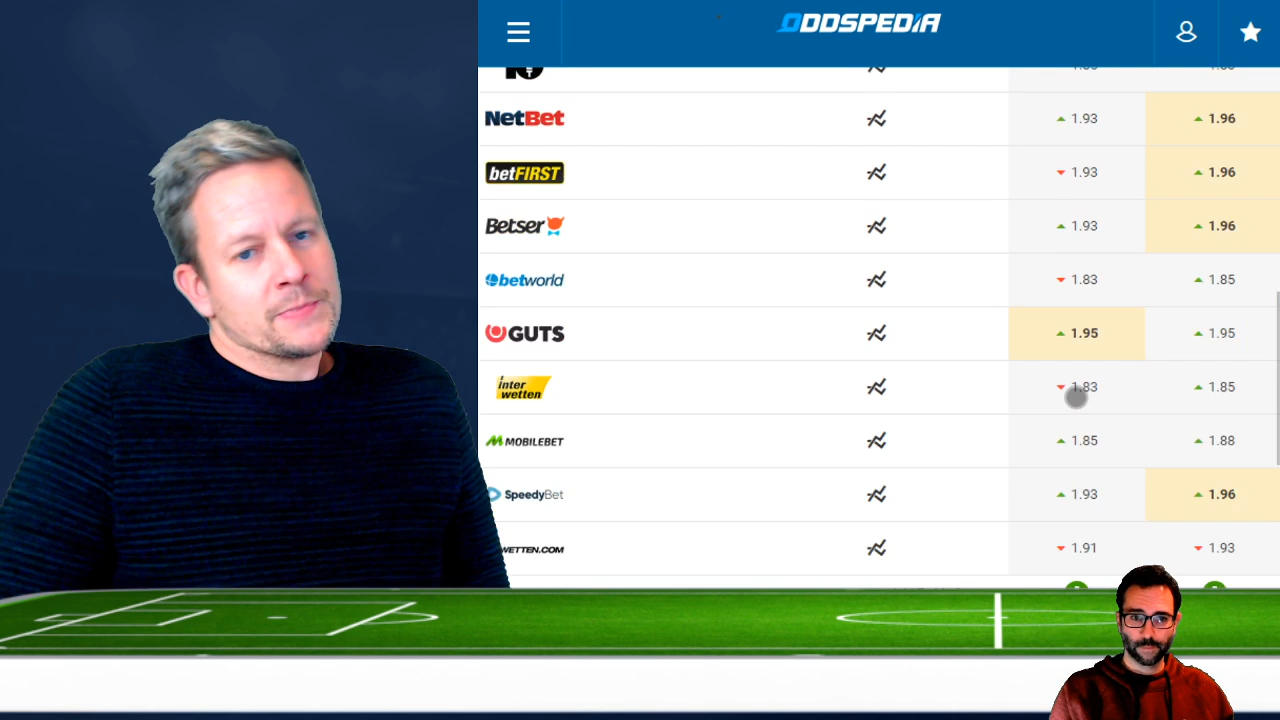 ODDSPEDIA
NetBet 1.93 1.96
betFIRST 1.93 1.96
Betser 1.93 1.96
betworld 1.83 1.85
GUTS 1.95 1.95
inter wetten 1.83 1.85
MOBILEBET 1.85 1.88
SpeedyBet 1.93 1.96
WETTEN.COM 1.91 1.93